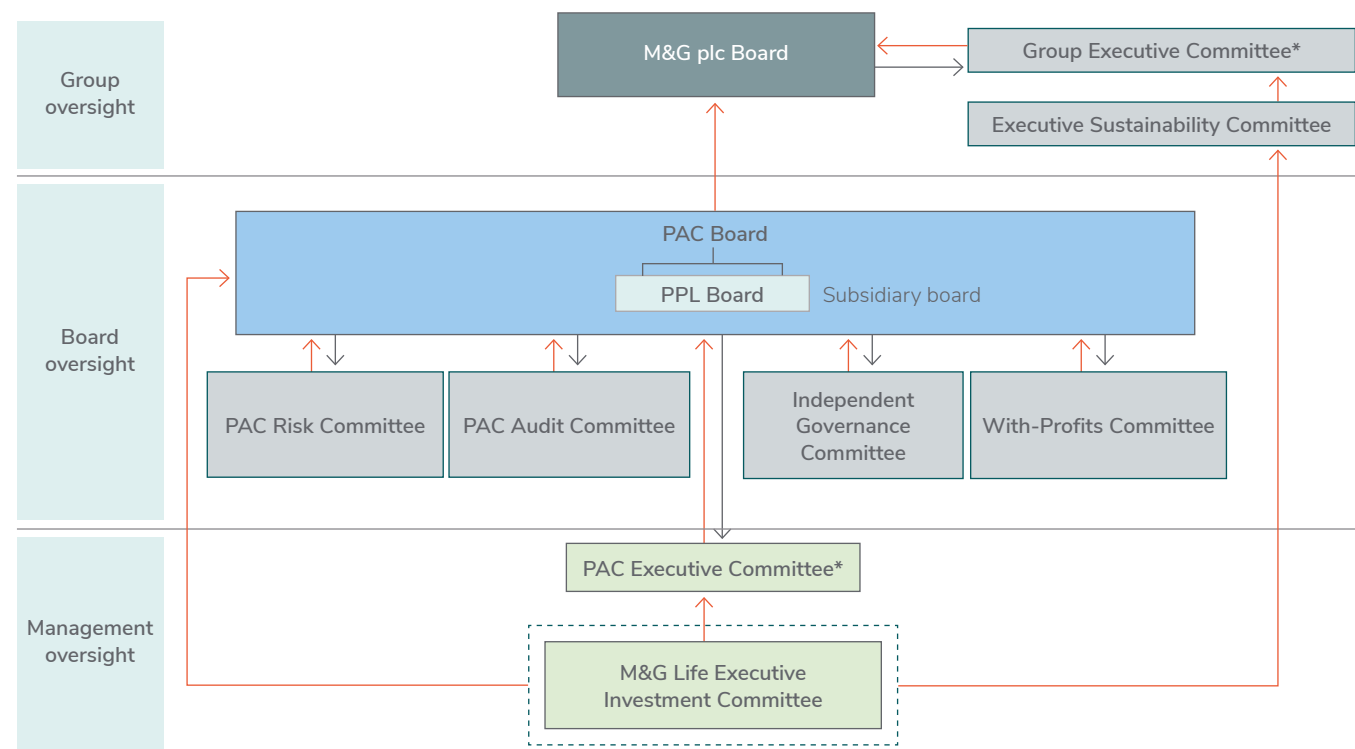 Group
oversight
M&G plc Board
Group Executive Committee*
Executive Sustainability Committee
Board
oversight
PAC Board
PPL Board
Subsidiary board
PAC Risk Committee
PAC Audit Committee
Independent
Governance
Committee
With-Profits Committee
Management
oversight
PAC Executive Committee*
M&G Life Executive
Investment Committee